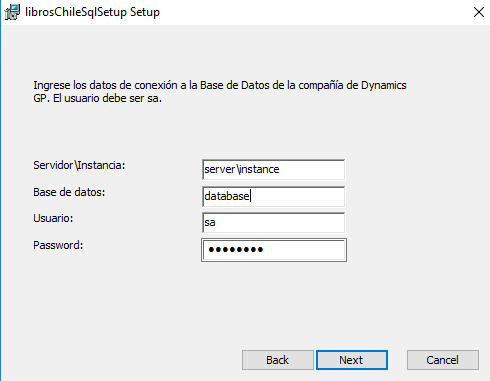 librosChileSqlSetup Setup
Ingrese los datos de conexión a la Base de Datos de la compañía de Dynamics
GP. El usuario debe ser sa.
Servidor\Instancia: server\instance
Base de datos: database
Usuario: sa
Password: ●●●●●●●●
Back Next Cancel